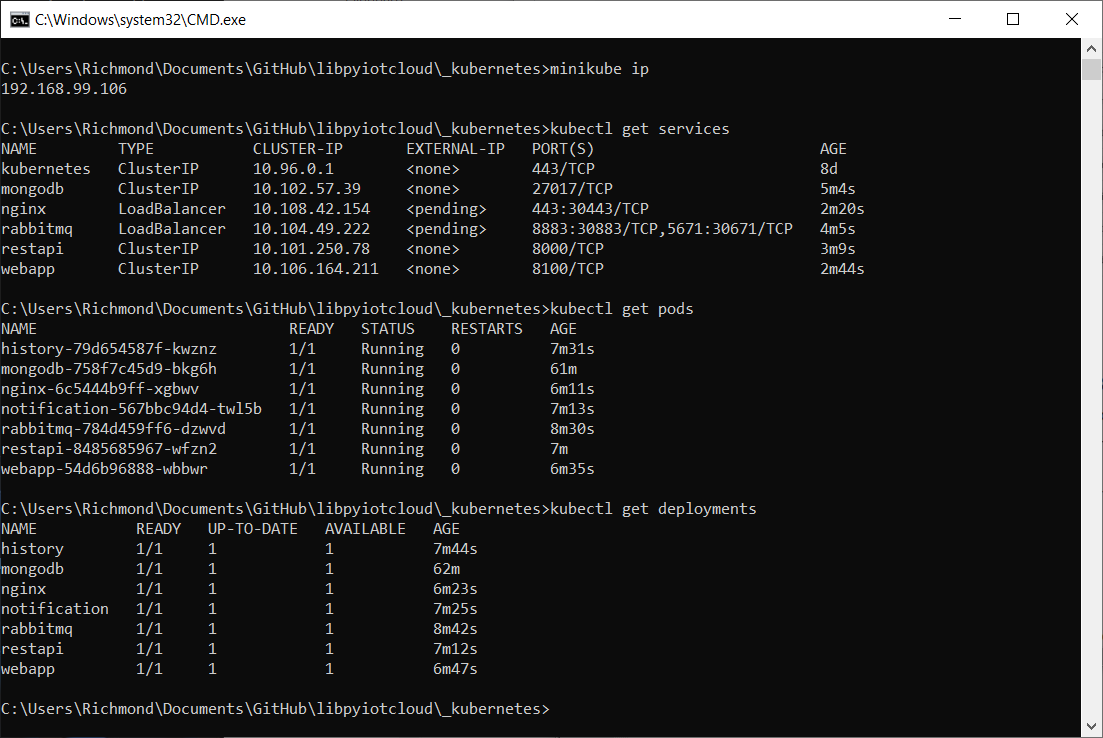 C:\Windows\system32\CMD.exe
C:\Users\Richmond\Documents\GitHub\libpyiotcloud\_kubernetes>minikube ip
192.168.99.106
C:\Users\Richmond\Documents\GitHub\libpyiotcloud\_kubernetes>kubectl get services
NAME         TYPE           CLUSTER-IP       EXTERNAL-IP   PORT(S)                         AGE
kubernetes   ClusterIP      10.96.0.1        <none>        443/TCP                         8d
mongodb      ClusterIP      10.102.57.39     <none>        27017/TCP                       5m4s
nginx        LoadBalancer   10.108.42.154    <pending>     443:30443/TCP                   2m20s
rabbitmq     LoadBalancer   10.104.49.222    <pending>     8883:30883/TCP,5671:30671/TCP   4m5s
restapi      ClusterIP      10.101.250.78    <none>        8000/TCP                        3m9s
webapp       ClusterIP      10.106.164.211   <none>        8100/TCP                        2m44s
C:\Users\Richmond\Documents\GitHub\libpyiotcloud\_kubernetes>kubectl get pods
NAME                            READY   STATUS    RESTARTS   AGE
history-79d654587f-kwznz        1/1     Running   0          7m31s
mongodb-758f7c45d9-bkg6h        1/1     Running   0          61m
nginx-6c5444b9ff-xgbwv          1/1     Running   0          6m11s
notification-567bbc94d4-twl5b   1/1     Running   0          7m13s
rabbitmq-784d459ff6-dzwvd       1/1     Running   0          8m30s
restapi-8485685967-wfzn2        1/1     Running   0          7m
webapp-54d6b96888-wbbwr         1/1     Running   0          6m35s
C:\Users\Richmond\Documents\GitHub\libpyiotcloud\_kubernetes>kubectl get deployments
NAME           READY   UP-TO-DATE   AVAILABLE   AGE
history        1/1     1            1           7m44s
mongodb        1/1     1            1           62m
nginx          1/1     1            1           6m23s
notification   1/1     1            1           7m25s
rabbitmq       1/1     1            1           8m42s
restapi        1/1     1            1           7m12s
webapp         1/1     1            1           6m47s
C:\Users\Richmond\Documents\GitHub\libpyiotcloud\_kubernetes>